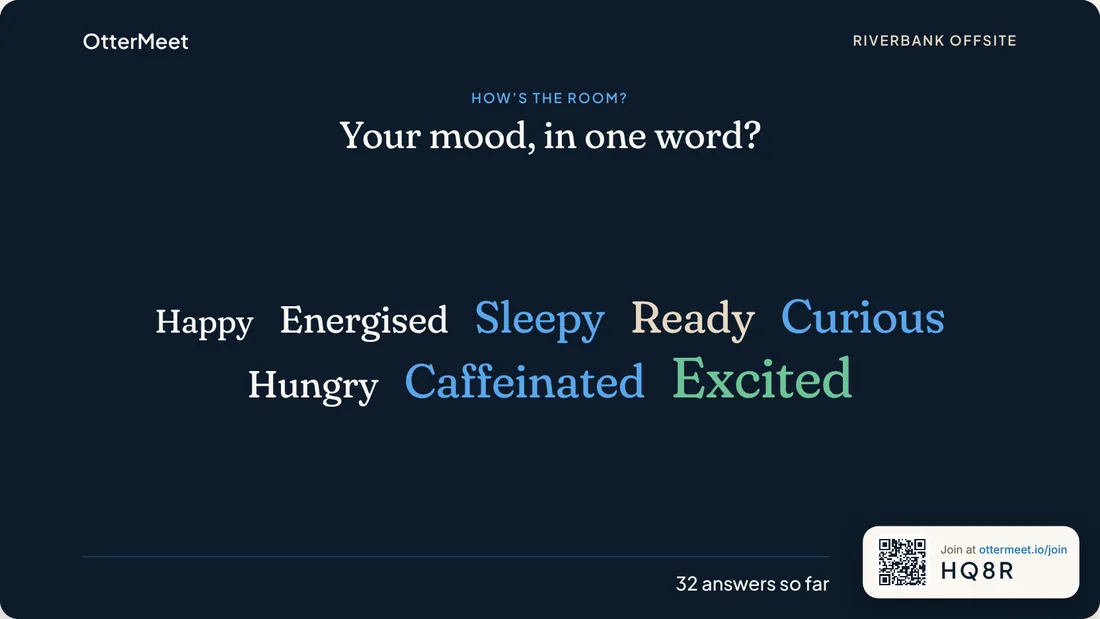 OtterMeet
RIVERBANK OFFSITE
HOW’S THE ROOM?
Your mood, in one word?
Happy Energised Sleepy Ready Curious
Hungry Caffeinated Excited
32 answers so far
Join at ottermeet.io/join
HQ8R